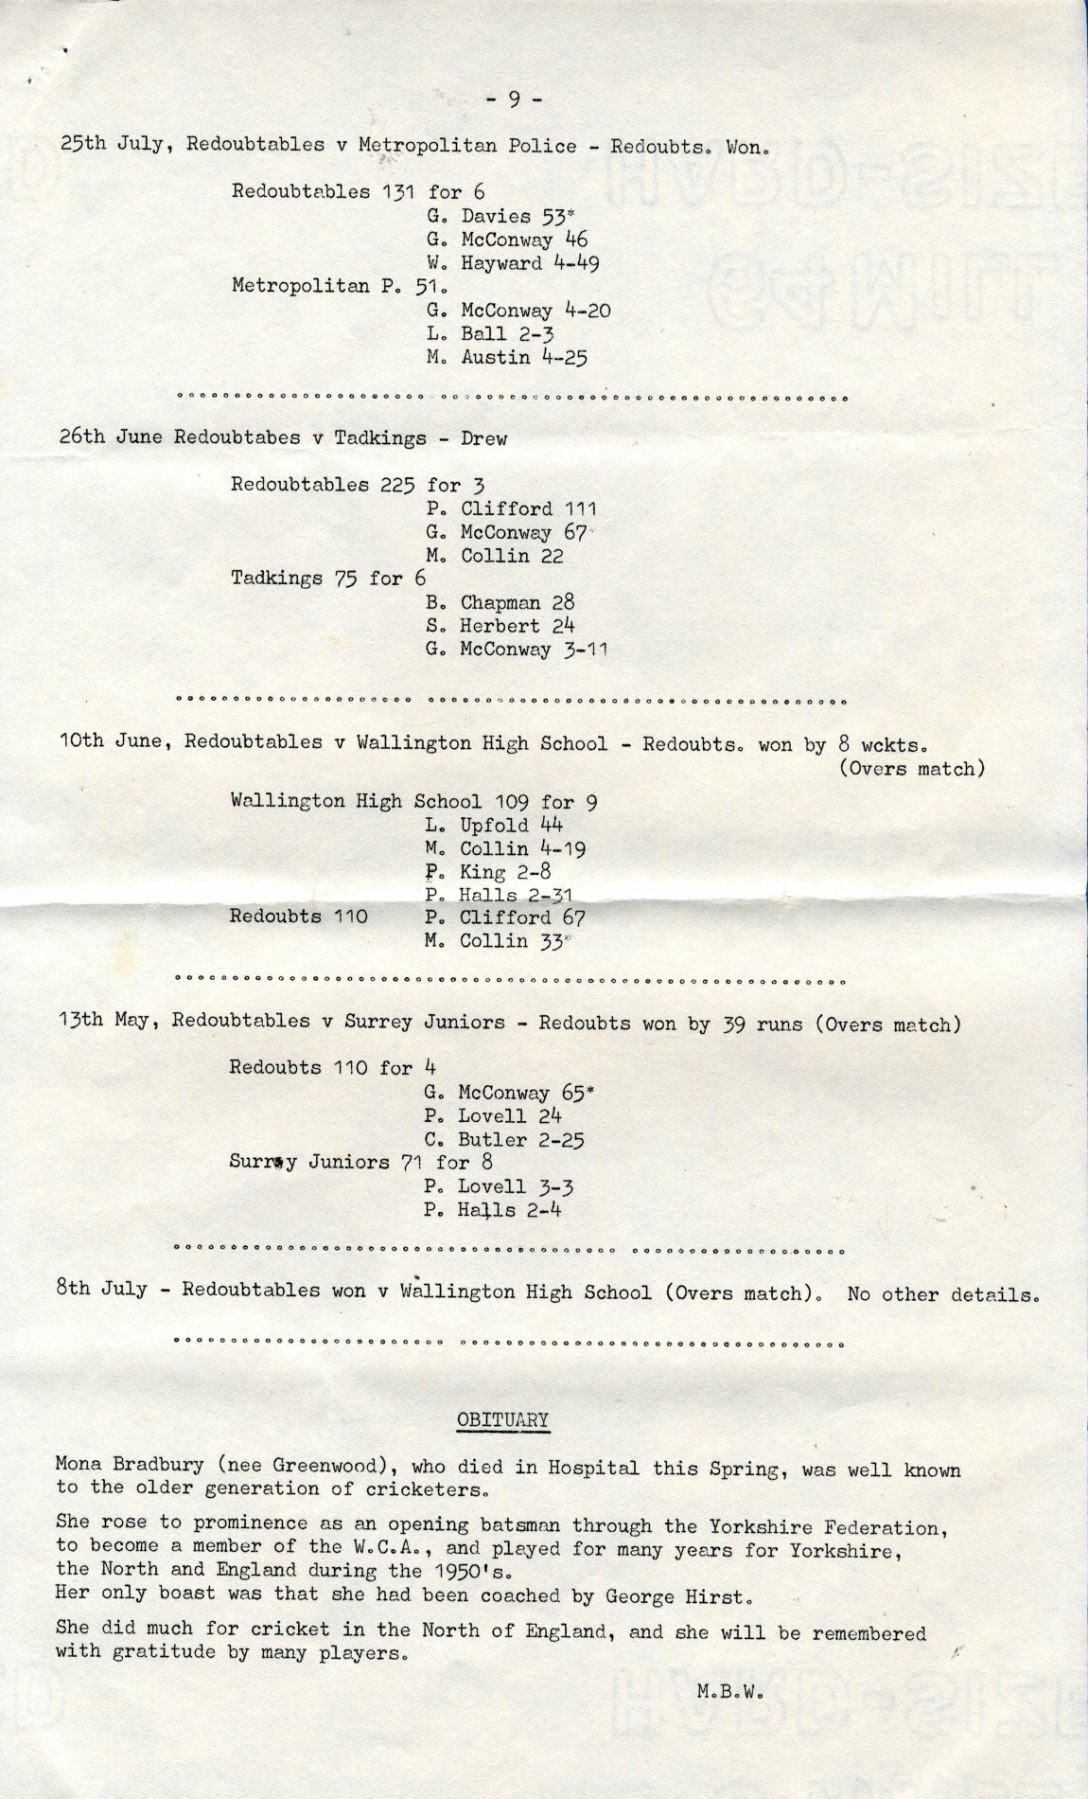 - 9 -
25th July, Redoubtables v Metropolitan Police - Redoubts. Won.
Redoubtables 131 for 6
G. Davies 53*
G. McConway 46
W. Hayward 4-49
Metropolitan P. 51.
G. McConway 4-20
L. Ball 2-3
M. Austin 4-25
26th June Redoubtabes v Tadkings - Drew
Redoubtables 225 for 3
P. Clifford 111
G. McConway 67
M. Collin 22
Tadkings 75 for 6
B. Chapman 28
S. Herbert 24
G. McConway 3-11
10th June, Redoubtables v Wallington High School - Redoubts. won by 8 wckts.
(Overs match)
Wallington High School 109 for 9
L. Upfold 44
M. Collin 4-19
P. King 2-8
P. Halls 2-31
Redoubts 110 P. Clifford 67
M. Collin 33*
13th May, Redoubtables v Surrey Juniors - Redoubts won by 39 runs (Overs match)
Redoubts 110 for 4
G. McConway 65*
P. Lovell 24
C. Butler 2-25
Surrey Juniors 71 for 8
P. Lovell 3-3
P. Halls 2-4
8th July - Redoubtables won v Wallington High School (Overs match). No other details.
OBITUARY
Mona Bradbury (nee Greenwood), who died in Hospital this Spring, was well known
to the older generation of cricketers.
She rose to prominence as an opening batsman through the Yorkshire Federation,
to become a member of the W.C.A., and played for many years for Yorkshire,
the North and England during the 1950's.
Her only boast was that she had been coached by George Hirst.
She did much for cricket in the North of England, and she will be remembered
with gratitude by many players.
M.B.W.